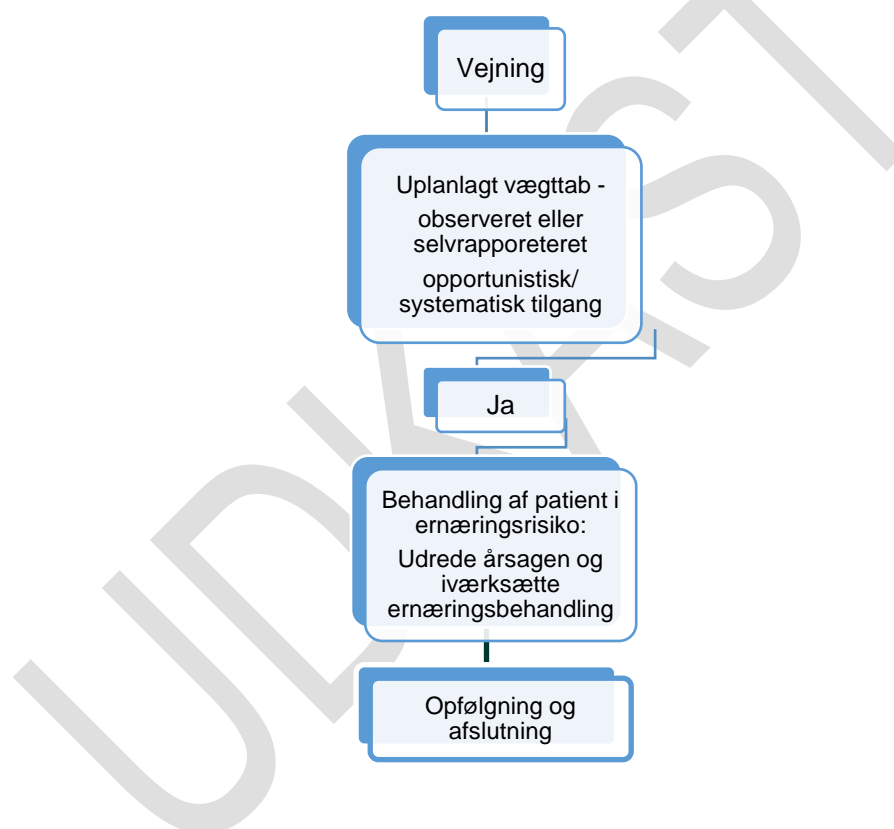 Vejning
Uplanlagt vægttab -
observeret eller
selvrapporeteret
opportunistisk/
systematisk tilgang
Ja
Behandling af patient i
ernæringsrisiko:
Udrede årsagen og
iværksætte
ernæringsbehandling
Opfølgning og
afslutning
UDKAST